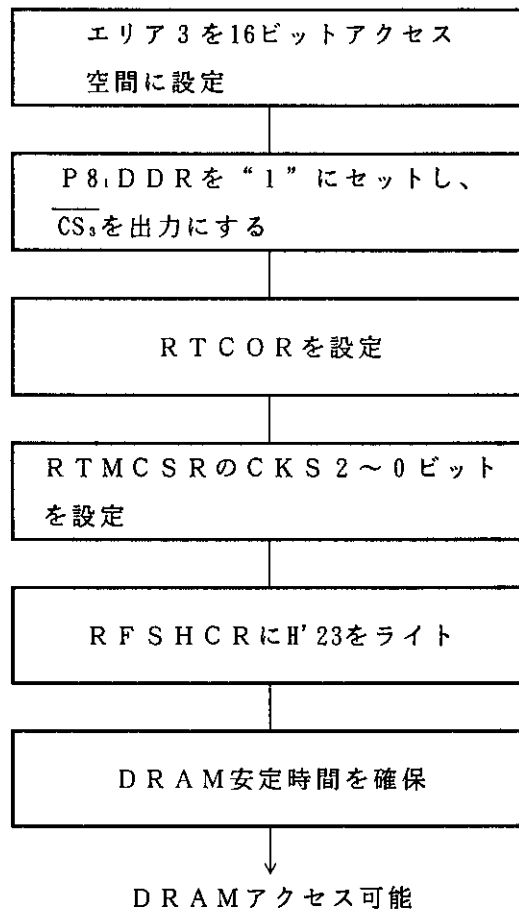 エリア3を16ビットアクセス
空間に設定
P8₁DDRを“1”にセットし、
C̅S̅₃̅を出力にする
RTCORを設定
RTMCSRのCKS2～0ビット
を設定
RFSHCRにH'23をライト
DRAM安定時間を確保
DRAMアクセス可能